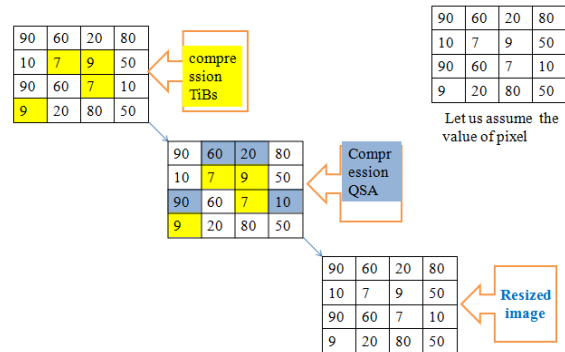 90 60 20 80
10 7 9 50
90 60 7 10
9 20 80 50
compre
ssion
TiBs
90 60 20 80
10 7 9 50
90 60 7 10
9 20 80 50
Let us assume the
value of pixel
90 60 20 80
10 7 9 50
90 60 7 10
9 20 80 50
Compr
ession
QSA
90 60 20 80
10 7 9 50
90 60 7 10
9 20 80 50
Resized
image